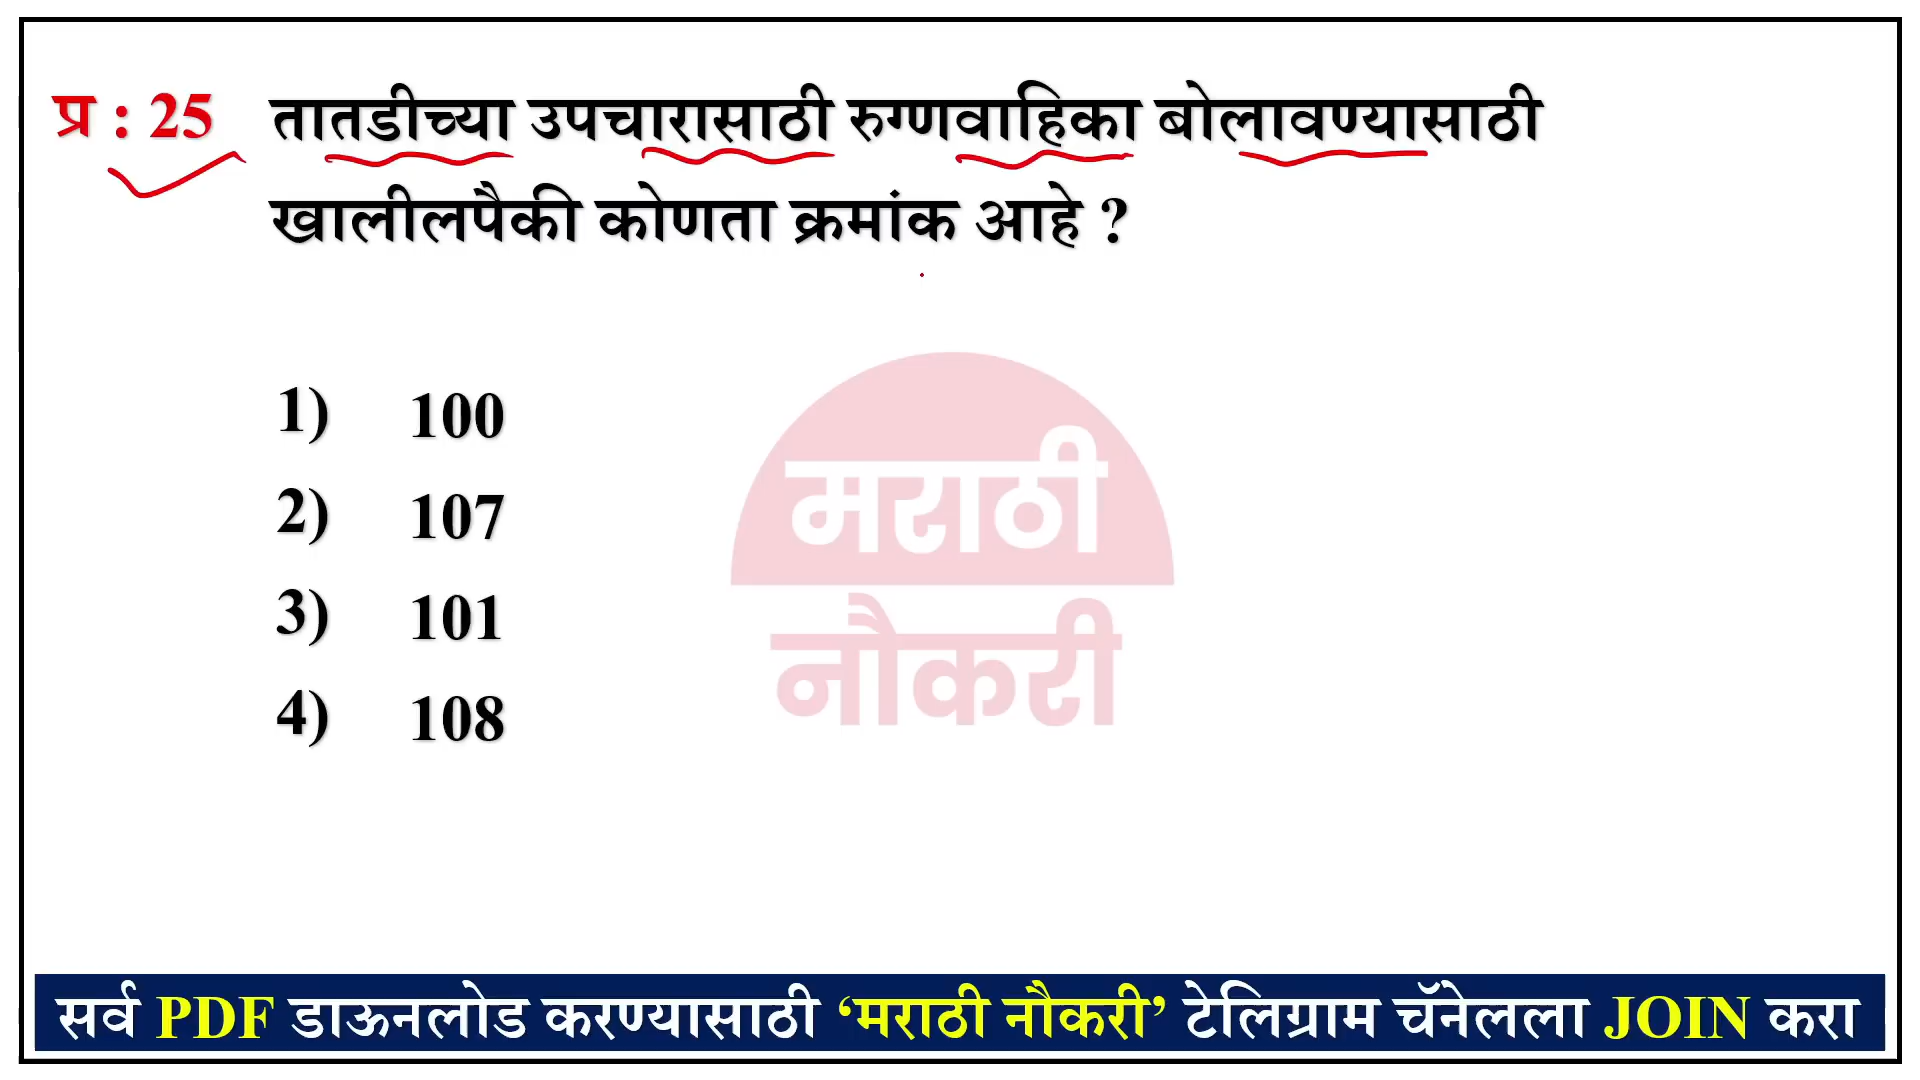 प्र : 25 तातडीच्या उपचारासाठी रुग्णवाहिका बोलावण्यासाठी
खालीलपैकी कोणता क्रमांक आहे ?
1) 100
2) 107
3) 101
4) 108
मराठी
नौकरी
सर्व PDF डाऊनलोड करण्यासाठी ‘मराठी नौकरी’ टेलिग्राम चॅनेलला JOIN करा